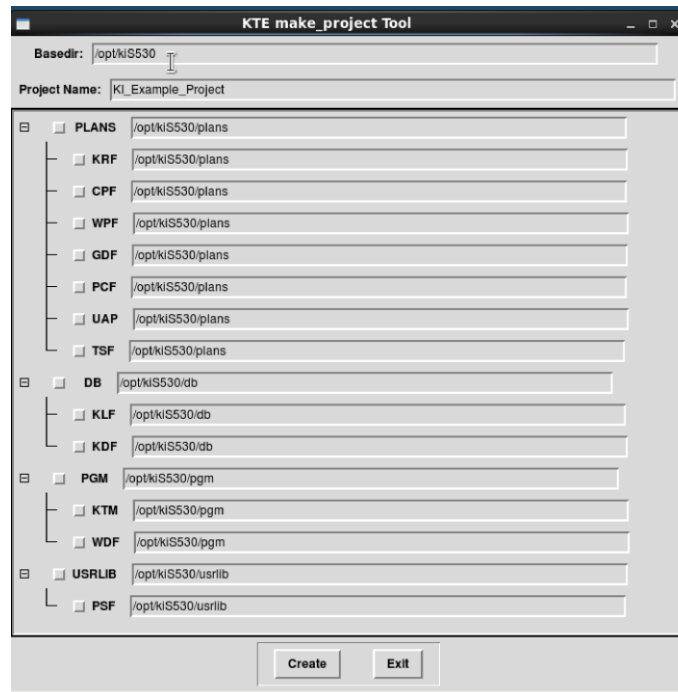 KTE make_project Tool
Basedir: /opt/kiS530
Project Name: KI_Example_Project
PLANS /opt/kiS530/plans
KRF /opt/kiS530/plans
CPF /opt/kiS530/plans
WPF /opt/kiS530/plans
GDF /opt/kiS530/plans
PCF /opt/kiS530/plans
UAP /opt/kiS530/plans
TSF /opt/kiS530/plans
DB /opt/kiS530/db
KLF /opt/kiS530/db
KDF /opt/kiS530/db
PGM /opt/kiS530/pgm
KTM /opt/kiS530/pgm
WDF /opt/kiS530/pgm
USRLIB /opt/kiS530/usrlib
PSF /opt/kiS530/usrlib
Create Exit